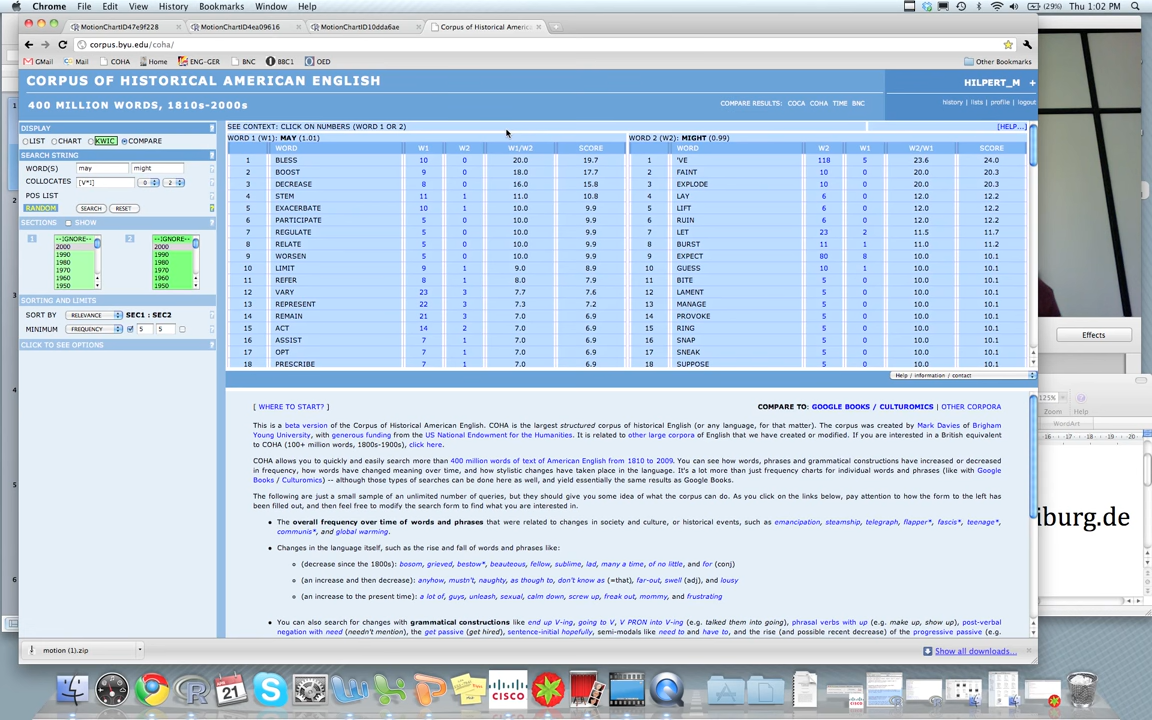 Chrome File Edit View History Bookmarks Window Help (29%) Thu 1:02 PM
MotionChartID47e9f228 MotionChartID4ea09616 MotionChartID10dda6ae Corpus of Historical Americ
corpus.byu.edu/coha/
GMail Mail COHA Home ENG-GER BNC BBC1 OED Other Bookmarks
CORPUS OF HISTORICAL AMERICAN ENGLISH
HILPERT_M
400 MILLION WORDS, 1810s-2000s
COMPARE RESULTS: COCA COHA TIME BNC
history | lists | profile | logout
DISPLAY
LIST CHART KWIC COMPARE
SEARCH STRING
WORD(S) may might
COLLOCATES [V*I] 0 2
POS LIST
RANDOM SEARCH RESET
SECTIONS SHOW
1 --IGNORE-- 2000 1990 1980 1970 1960 1950
2 --IGNORE-- 2000 1990 1980 1970 1960 1950
SORTING AND LIMITS
SORT BY RELEVANCE SEC1 : SEC2
MINIMUM FREQUENCY 5 5
CLICK TO SEE OPTIONS
SEE CONTEXT: CLICK ON NUMBERS (WORD 1 OR 2) [HELP...]
WORD 1 (W1): MAY (1.01) WORD 2 (W2): MIGHT (0.99)
WORD W1 W2 W1/W2 SCORE WORD W2 W1 W2/W1 SCORE
1 BLESS 10 0 20.0 19.7 1 'VE 118 5 23.6 24.0
2 BOOST 9 0 18.0 17.7 2 FAINT 10 0 20.0 20.3
3 DECREASE 8 0 16.0 15.8 3 EXPLODE 10 0 20.0 20.3
4 STEM 11 1 11.0 10.8 4 LAY 6 0 12.0 12.2
5 EXACERBATE 10 1 10.0 9.9 5 LIFT 6 0 12.0 12.2
6 PARTICIPATE 5 0 10.0 9.9 6 RUIN 6 0 12.0 12.2
7 REGULATE 5 0 10.0 9.9 7 LET 23 2 11.5 11.7
8 RELATE 5 0 10.0 9.9 8 BURST 11 1 11.0 11.2
9 WORSEN 5 0 10.0 9.9 9 EXPECT 80 8 10.0 10.1
10 LIMIT 9 1 9.0 8.9 10 GUESS 10 1 10.0 10.1
11 REFER 8 1 8.0 7.9 11 BITE 5 0 10.0 10.1
12 VARY 23 3 7.7 7.6 12 LAMENT 5 0 10.0 10.1
13 REPRESENT 22 3 7.3 7.2 13 MANAGE 5 0 10.0 10.1
14 REMAIN 21 3 7.0 6.9 14 PROVOKE 5 0 10.0 10.1
15 ACT 14 2 7.0 6.9 15 RING 5 0 10.0 10.1
16 ASSIST 7 1 7.0 6.9 16 SNAP 5 0 10.0 10.1
17 OPT 7 1 7.0 6.9 17 SNEAK 5 0 10.0 10.1
18 PRESCRIBE 7 1 7.0 6.9 18 SUPPOSE 5 0 10.0 10.1
Help / information / contact
[ WHERE TO START? ] COMPARE TO: GOOGLE BOOKS / CULTUROMICS | OTHER CORPORA
This is a beta version of the Corpus of Historical American English. COHA is the largest structured corpus of historical English (or any language, for that matter). The corpus was created by Mark Davies of Brigham
Young University, with generous funding from the US National Endowment for the Humanities. It is related to other large corpora of English that we have created or modified. If you are interested in a British equivalent
to COHA (100+ million words, 1800s-1900s), click here.
COHA allows you to quickly and easily search more than 400 million words of text of American English from 1810 to 2009. You can see how words, phrases and grammatical constructions have increased or decreased
in frequency, how words have changed meaning over time, and how stylistic changes have taken place in the language. It's a lot more than just frequency charts for individual words and phrases (like with Google
Books / Culturomics) -- although those types of searches can be done here as well, and yield essentially the same results as Google Books.
The following are just a small sample of an unlimited number of queries, but they should give you some idea of what the corpus can do. As you click on the links below, pay attention to how the form to the left has
been filled out, and then feel free to modify the search form to find what you are interested in.
• The overall frequency over time of words and phrases that were related to changes in society and culture, or historical events, such as emancipation, steamship, telegraph, flapper*, fascis*, teenage*,
communis*, and global warming.
• Changes in the language itself, such as the rise and fall of words and phrases like:
(decrease since the 1800s): bosom, grieved, bestow*, beauteous, fellow, sublime, lad, many a time, of no little, and for (conj)
(an increase and then decrease): anyhow, mustn't, naughty, as though to, don't know as (=that), far-out, swell (adj), and lousy
(an increase to the present time): a lot of, guys, unleash, sexual, calm down, screw up, freak out, mommy, and frustrating
• You can also search for changes with grammatical constructions like end up V-ing, going to V, V PRON into V-ing (e.g. talked them into going), phrasal verbs with up (e.g. make up, show up), post-verbal
negation with need (needn't mention), the get passive (get hired), sentence-initial hopefully, semi-modals like need to and have to, and the rise (and possible recent decrease) of the progressive passive (e.g.
motion (1).zip Show all downloads...
Effects
125%
Zoom Help
WordArt
16 17 18 19 20
iburg.de
1
3
4
5
6
21
CISCO